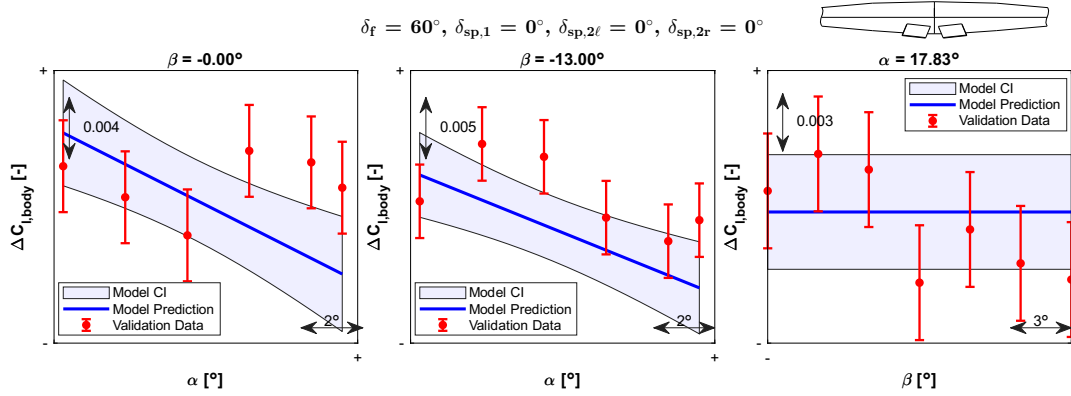 δf = 60°, δsp,1 = 0°, δsp,2ℓ = 0°, δsp,2r = 0°
β = -0.00°
+
0.004
ΔCl,body [-]
Model CI
Model Prediction
Validation Data
2°
-
+
α [°]
β = -13.00°
+
0.005
ΔCl,body [-]
Model CI
Model Prediction
Validation Data
2°
-
+
α [°]
α = 17.83°
+
Model CI
Model Prediction
Validation Data
0.003
ΔCl,body [-]
3°
-
-
+
β [°]